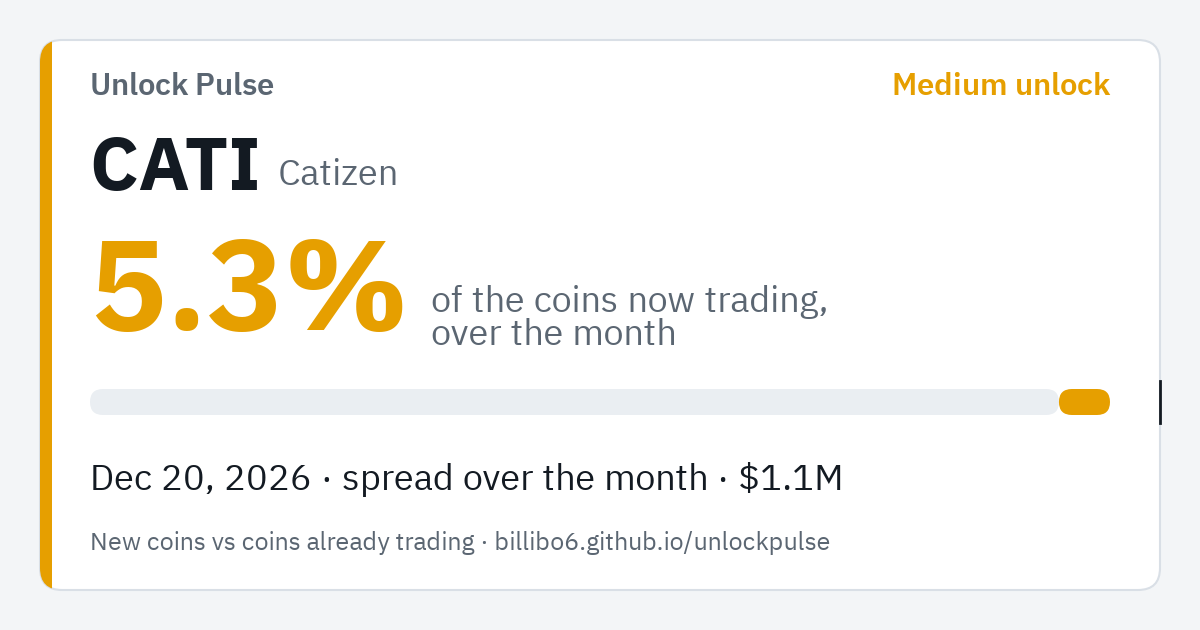 Unlock Pulse
Medium unlock
CATI Catizen
5.3% of the coins now trading,
over the month
Dec 20, 2026 · spread over the month · $1.1M
New coins vs coins already trading · billibo6.github.io/unlockpulse